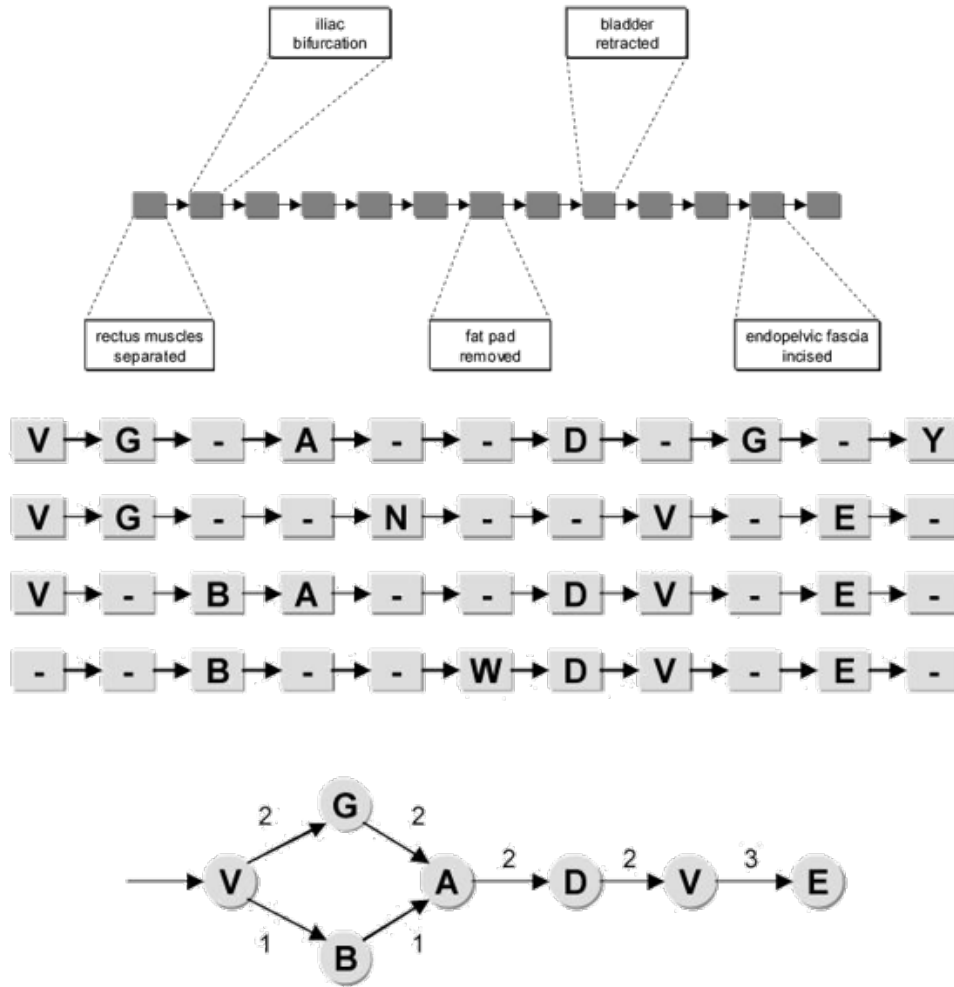 iliac
bifurcation
bladder
retracted
rectus muscles
separated
fat pad
removed
endopelvic fascia
incised
V G - A - - D - G - Y
V G - - N - - V - E -
V - B A - - D V - E -
- - B - - W D V - E -
G
2 2
V A 2 D 2 V 3 E
1 1
B